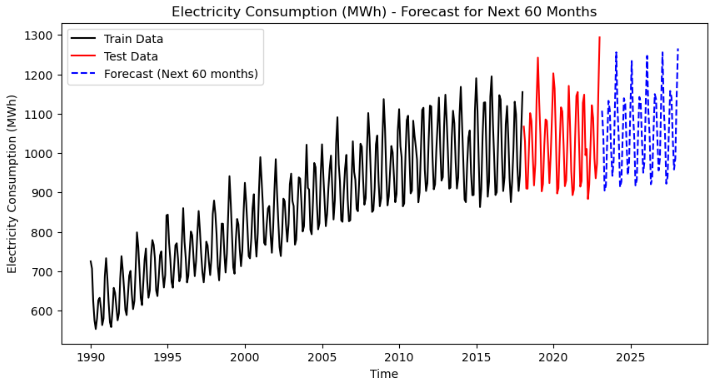 Electricity Consumption (MWh) - Forecast for Next 60 Months
Train Data
Test Data
Forecast (Next 60 months)
Electricity Consumption (MWh)
1300
1200
1100
1000
900
800
700
600
1990
1995
2000
2005
2010
2015
2020
2025
Time